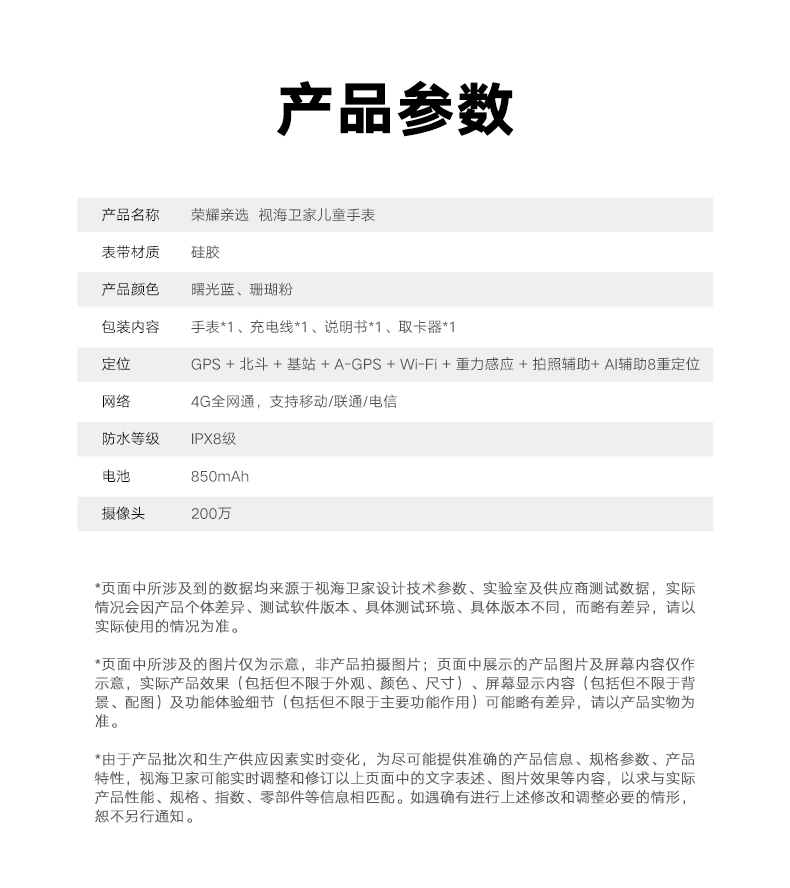 产品参数
产品名称 荣耀亲选 视海卫家儿童手表
表带材质 硅胶
产品颜色 曙光蓝、珊瑚粉
包装内容 手表*1、充电线*1、说明书*1、取卡器*1
定位 GPS + 北斗 + 基站 + A-GPS + Wi-Fi + 重力感应 + 拍照辅助+ AI辅助8重定位
网络 4G全网通，支持移动/联通/电信
防水等级 IPX8级
电池 850mAh
摄像头 200万
*页面中所涉及到的数据均来源于视海卫家设计技术参数、实验室及供应商测试数据，实际
情况会因产品个体差异、测试软件版本、具体测试环境、具体版本不同，而略有差异，请以
实际使用的情况为准。
*页面中所涉及的图片仅为示意，非产品拍摄图片；页面中展示的产品图片及屏幕内容仅作
示意，实际产品效果（包括但不限于外观、颜色、尺寸）、屏幕显示内容（包括但不限于背
景、配图）及功能体验细节（包括但不限于主要功能作用）可能略有差异，请以产品实物为
准。
*由于产品批次和生产供应因素实时变化，为尽可能提供准确的产品信息、规格参数、产品
特性，视海卫家可能实时调整和修订以上页面中的文字表述、图片效果等内容，以求与实际
产品性能、规格、指数、零部件等信息相匹配。如遇确有进行上述修改和调整必要的情形，
恕不另行通知。